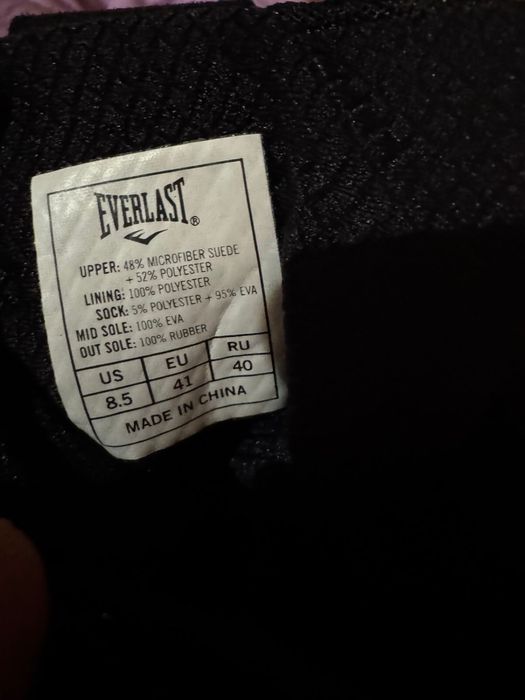 EVERLAST®
UPPER: 48% MICROFIBER SUEDE
+ 52% POLYESTER
LINING: 100% POLYESTER
SOCK: 5% POLYESTER + 95% EVA
MID SOLE: 100% EVA
OUT SOLE: 100% RUBBER
US EU RU
8.5 41 40
MADE IN CHINA